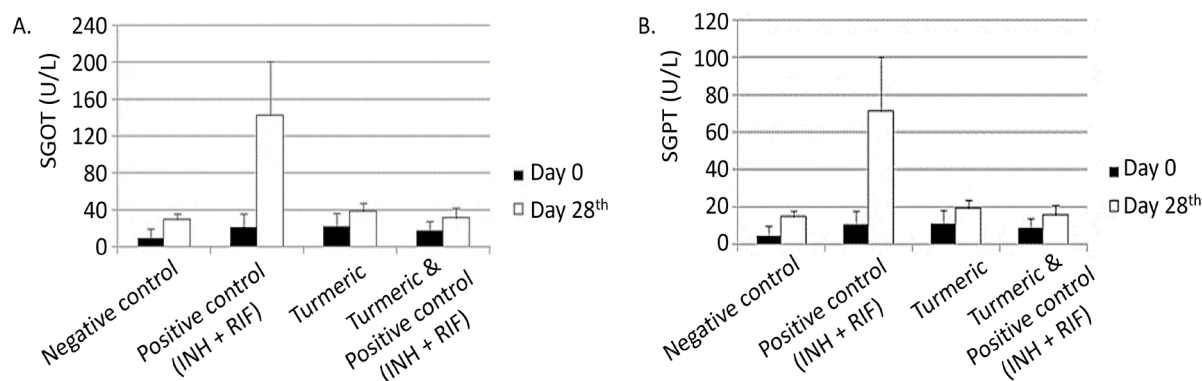 A.
SGOT (U/L)
240
200
160
120
80
40
0
Negative control
Positive control
(INH + RIF)
Turmeric
Turmeric &
Positive control
(INH + RIF)
Day 0
Day 28th
B.
SGPT (U/L)
120
100
80
60
40
20
0
Negative control
Positive control
(INH + RIF)
Turmeric
Turmeric &
Positive control
(INH + RIF)
Day 0
Day 28th